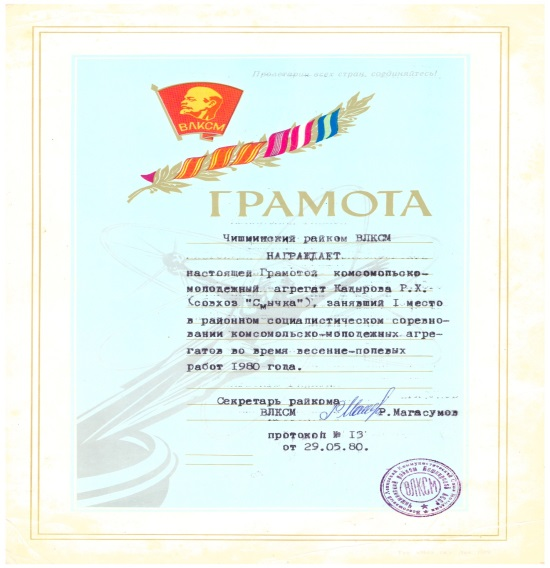 Пролетарии всех стран, соединяйтесь!
ВЛКСМ
ГРАМОТА
Чишминский райком ВЛКСМ
НАГРАЖДАЕТ
настоящей Грамотой комсомольско-
молодежный агрегат Кадырова Р.Х.
(совхоз "Смычка"), занявший I место
в районном социалистическом соревно-
вании комсомольско-молодежных агре-
гатов во время весенне-полевых
работ 1980 года.
Секретарь райкома
ВЛКСМ Р.Магасумов
протокол № 13
от 29.05.80.
ВЛКСМ